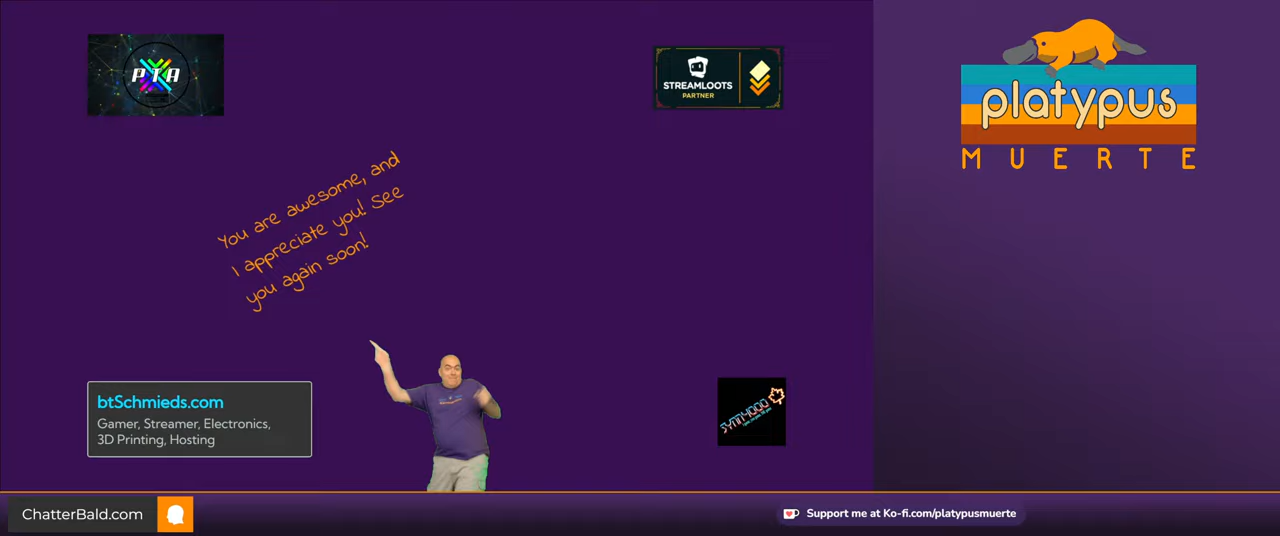 PTA
STREAMLOOTS
PARTNER
platypus
MUERTE
You are awesome, and
I appreciate you! See
you again soon!
btSchmieds.com
Gamer, Streamer, Electronics,
3D Printing, Hosting
SYNTH4000
ChatterBald.com
Support me at Ko-fi.com/platypusmuerte